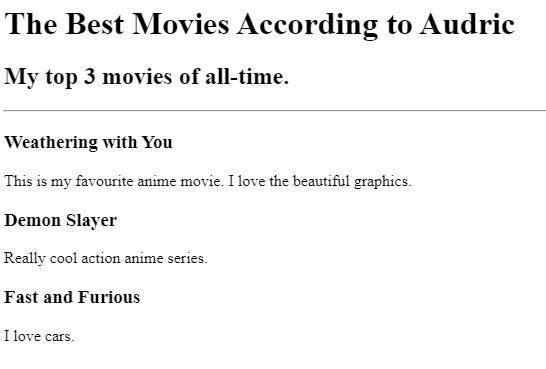 The Best Movies According to Audric
My top 3 movies of all-time.
Weathering with You
This is my favourite anime movie. I love the beautiful graphics.
Demon Slayer
Really cool action anime series.
Fast and Furious
I love cars.